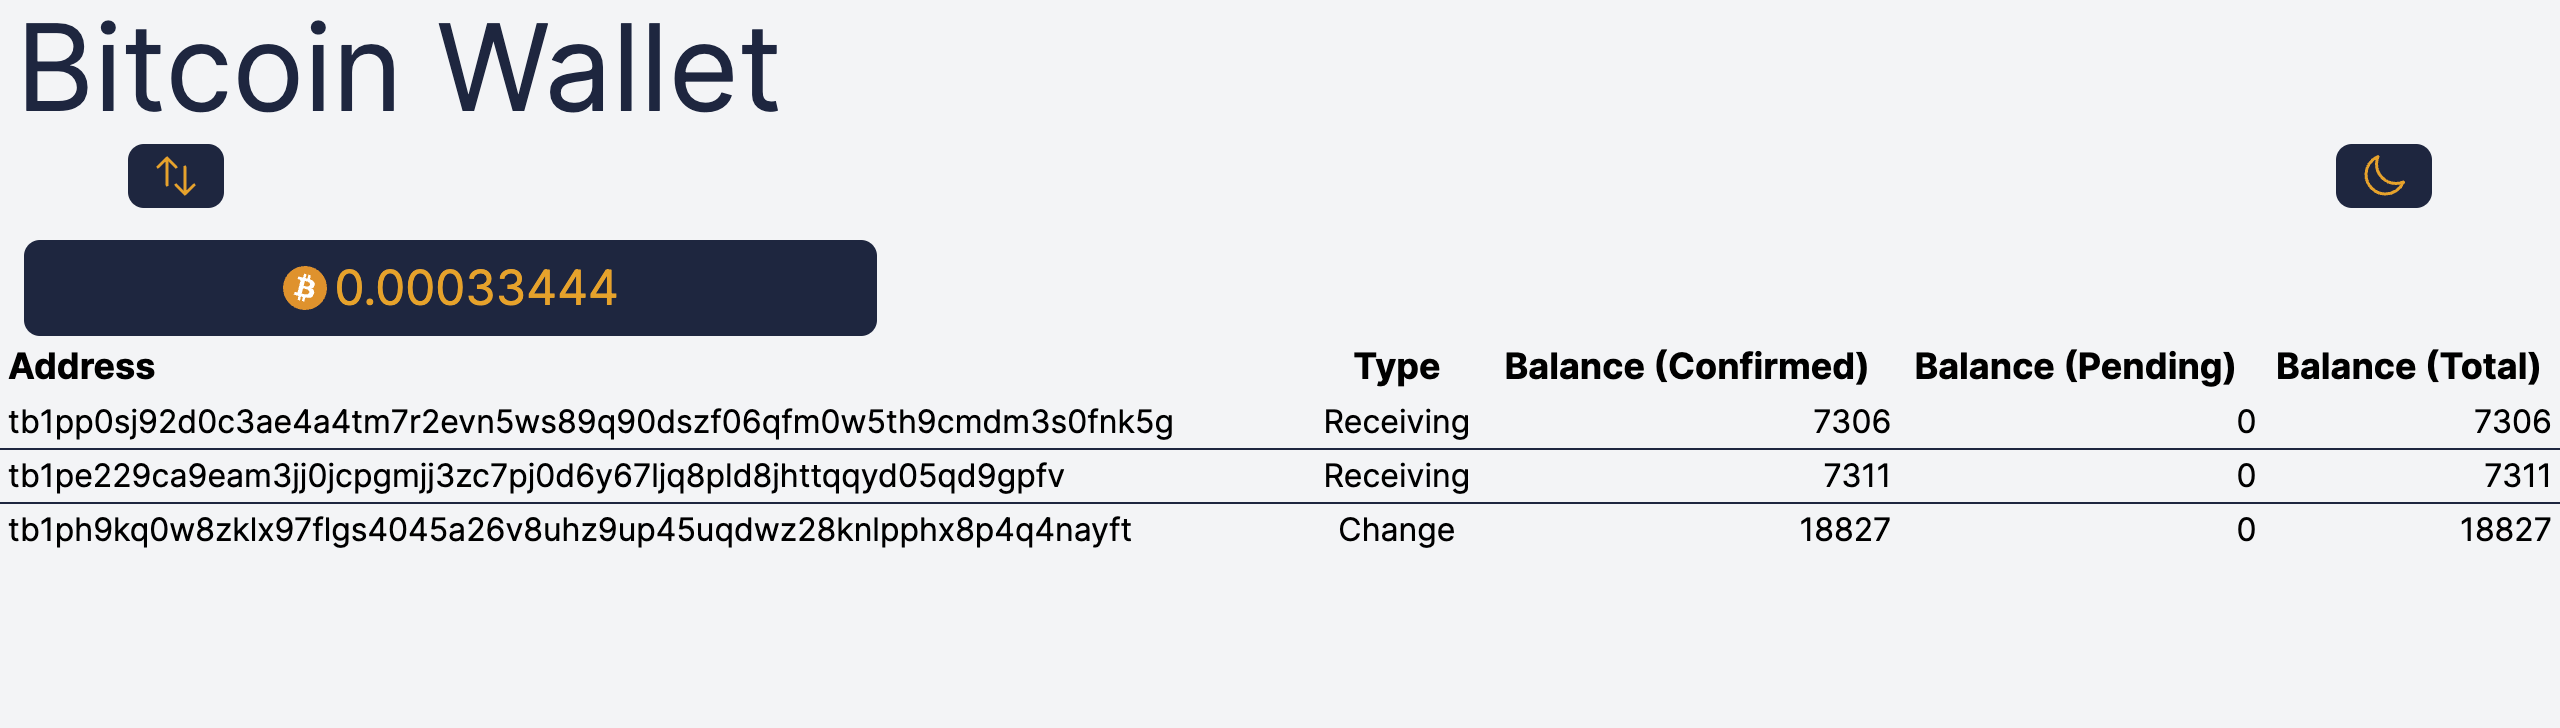 Bitcoin Wallet
0.00033444
Address Type Balance (Confirmed) Balance (Pending) Balance (Total)
tb1pp0sj92d0c3ae4a4tm7r2evn5ws89q90dszf06qfm0w5th9cmdm3s0fnk5g Receiving 7306 0 7306
tb1pe229ca9eam3jj0jcpgmjj3zc7pj0d6y67ljq8pld8jhttqqyd05qd9gpfv Receiving 7311 0 7311
tb1ph9kq0w8zklx97flgs4045a26v8uhz9up45uqdwz28knlpphx8p4q4nayft Change 18827 0 18827